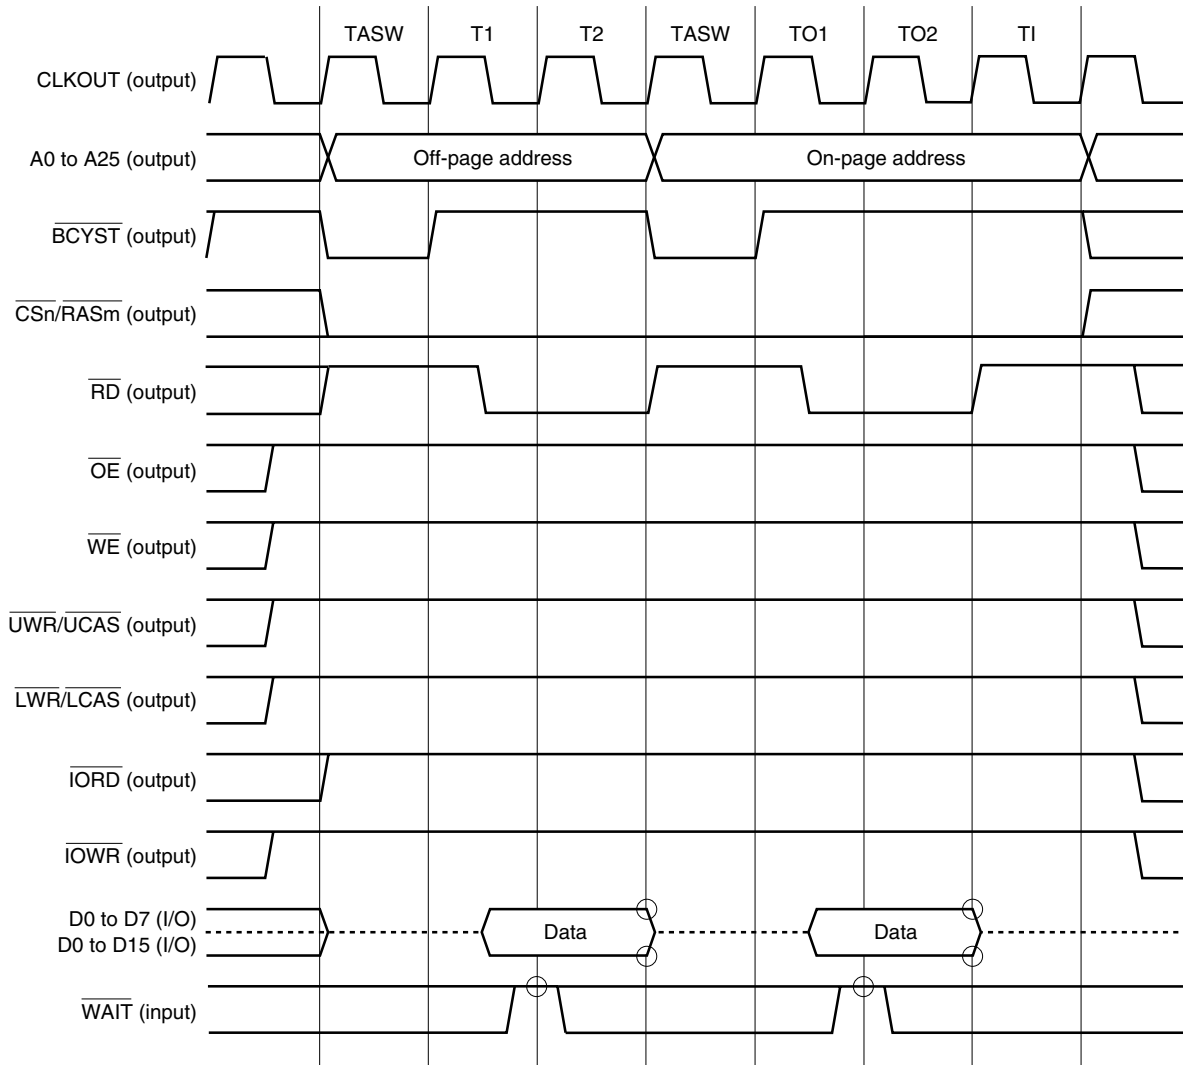 TASW T1 T2 TASW TO1 TO2 TI
CLKOUT (output)
A0 to A25 (output) Off-page address On-page address
BCYST (output)
CSn/RASm (output)
RD (output)
OE (output)
WE (output)
UWR/UCAS (output)
LWR/LCAS (output)
IORD (output)
IOWR (output)
D0 to D7 (I/O)
D0 to D15 (I/O)
Data Data
WAIT (input)